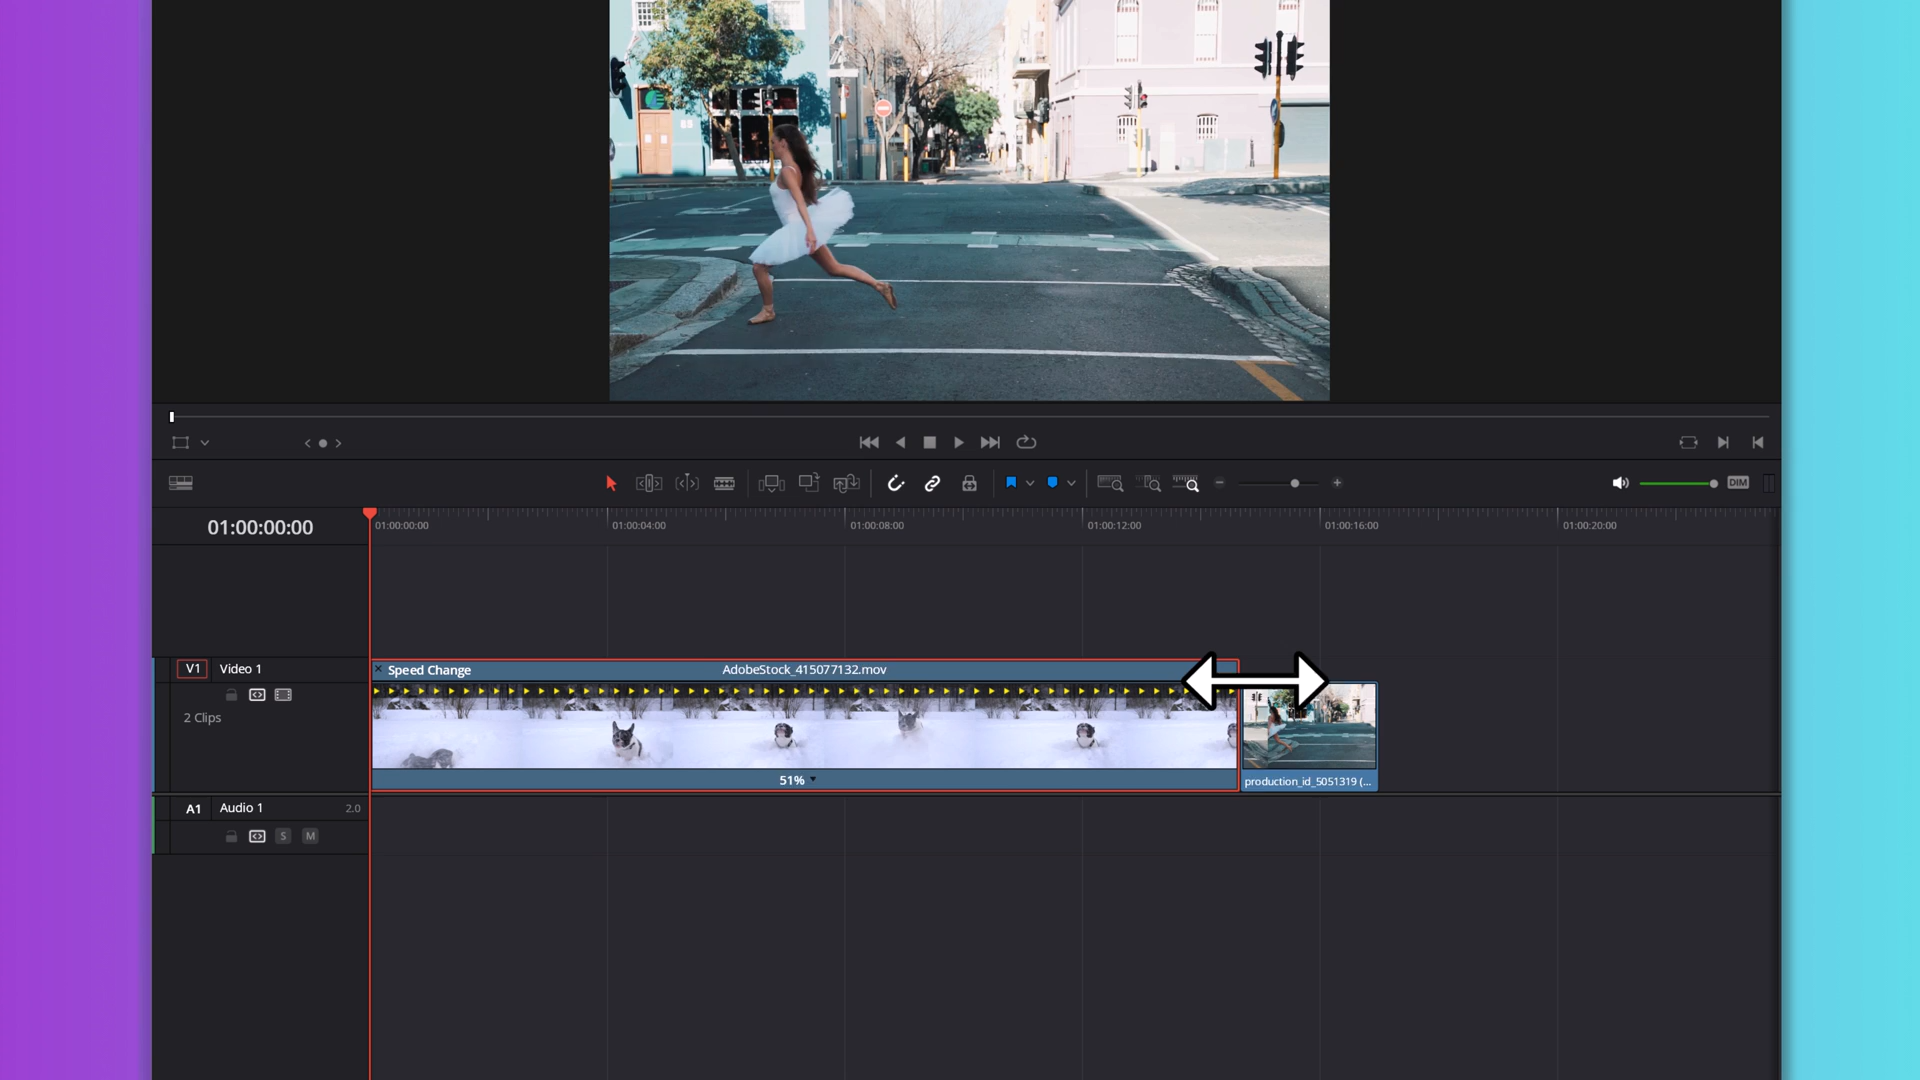 DIM
01:00:00:00
01:00:00:00 01:00:04:00 01:00:08:00 01:00:12:00 01:00:16:00 01:00:20:00
V1 Video 1
2 Clips
Speed Change AdobeStock_415077132.mov
51%
production_id_5051319 (...
A1 Audio 1 2.0
S M